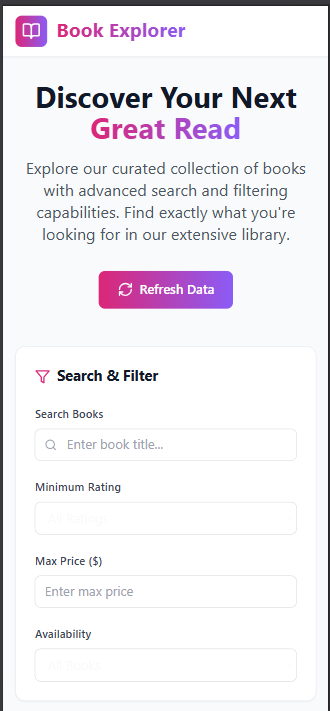 Book Explorer
Discover Your Next
Great Read
Explore our curated collection of books
with advanced search and filtering
capabilities. Find exactly what you're
looking for in our extensive library.
Refresh Data
Search & Filter
Search Books
Enter book title...
Minimum Rating
All Ratings
Max Price ($)
Enter max price
Availability
All Books